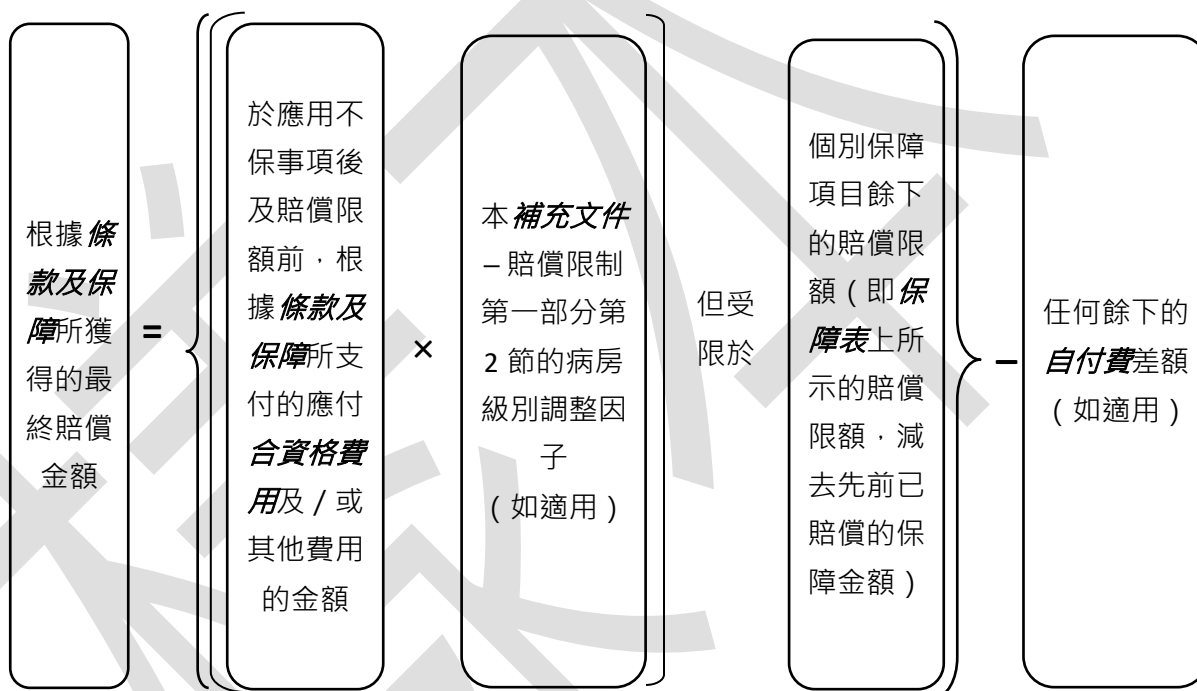 根據條
款及保
障所獲
得的最
終賠償
金額
=
於應用不
保事項後
及賠償限
額前，根
據條款及
保障所支
付的應付
合資格費
用及 / 或
其他費用
的金額
×
本補充文件
– 賠償限制
第一部分第
2 節的病房
級別調整因
子
（如適用）
但受
限於
個別保障
項目餘下
的賠償限
額（即保
障表上所
示的賠償
限額，減
去先前已
賠償的保
障金額）
–
任何餘下的
自付費差額
（如適用）